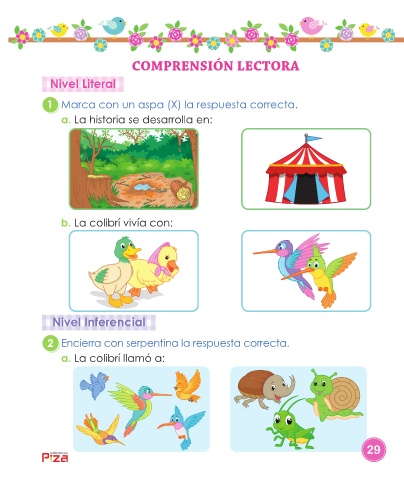 COMPRENSIÓN LECTORA
Nivel Literal
1 Marca con un aspa (X) la respuesta correcta.
a. La historia se desarrolla en:
b. La colibrí vivía con:
Nivel Inferencial
2 Encierra con serpentina la respuesta correcta.
a. La colibrí llamó a:
29